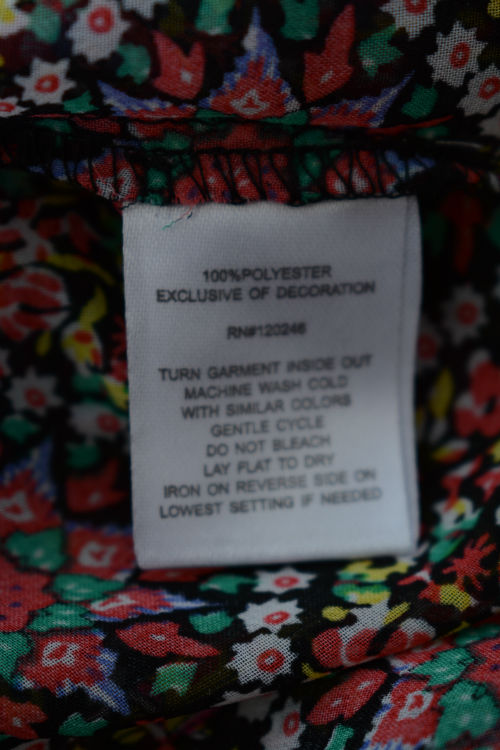 100%POLYESTER
EXCLUSIVE OF DECORATION
RN#120246
TURN GARMENT INSIDE OUT
MACHINE WASH COLD
WITH SIMILAR COLORS
GENTLE CYCLE
DO NOT BLEACH
LAY FLAT TO DRY
IRON ON REVERSE SIDE ON
LOWEST SETTING IF NEEDED